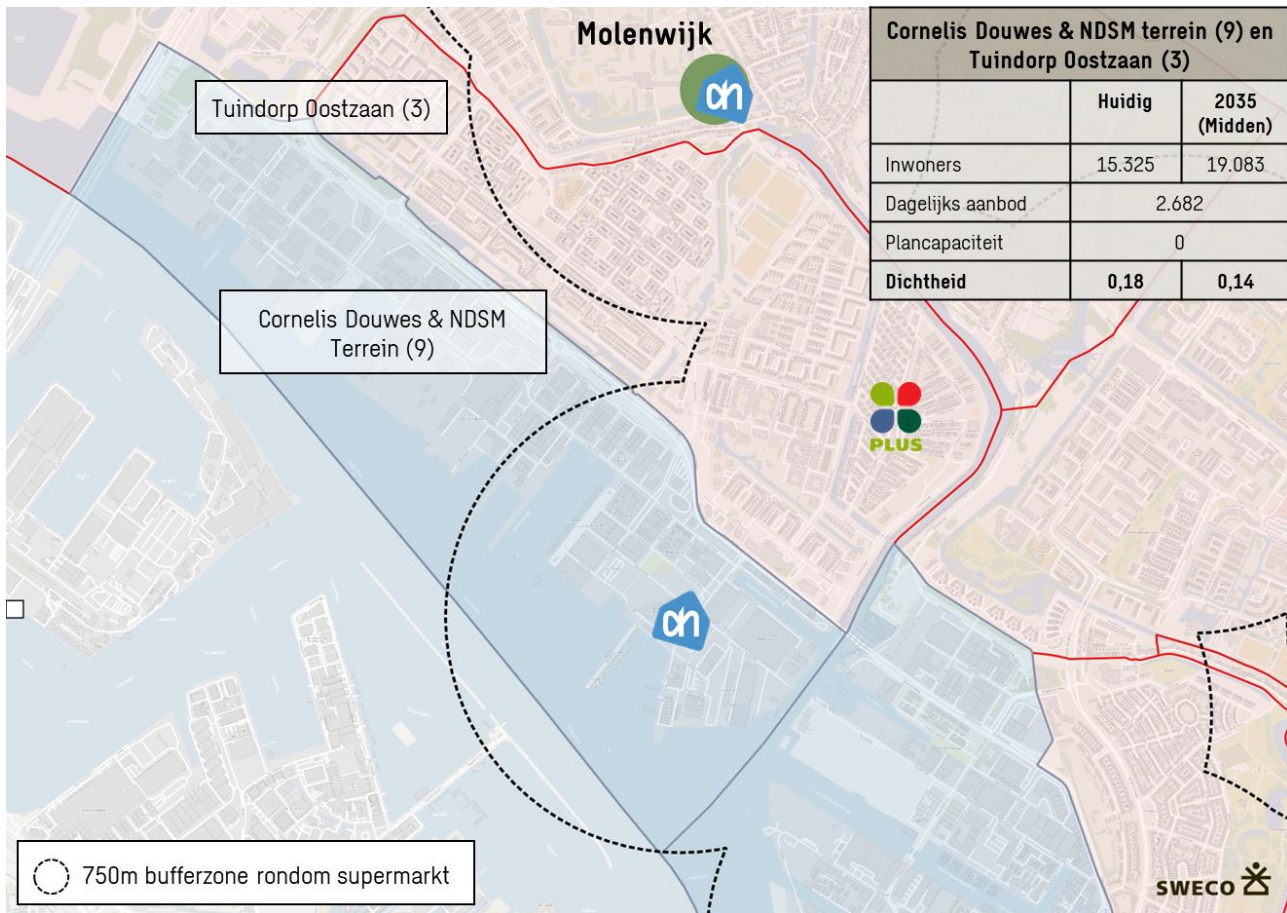 Molenwijk
Tuindorp Oostzaan (3)
Cornelis Douwes & NDSM
Terrein (9)
Cornelis Douwes & NDSM terrein (9) en
Tuindorp Oostzaan (3)
Huidig 2035
(Midden)
Inwoners 15.325 19.083
Dagelijks aanbod 2.682
Plancapaciteit 0
Dichtheid 0,18 0,14
ah
PLUS
ah
750m bufferzone rondom supermarkt
SWECO